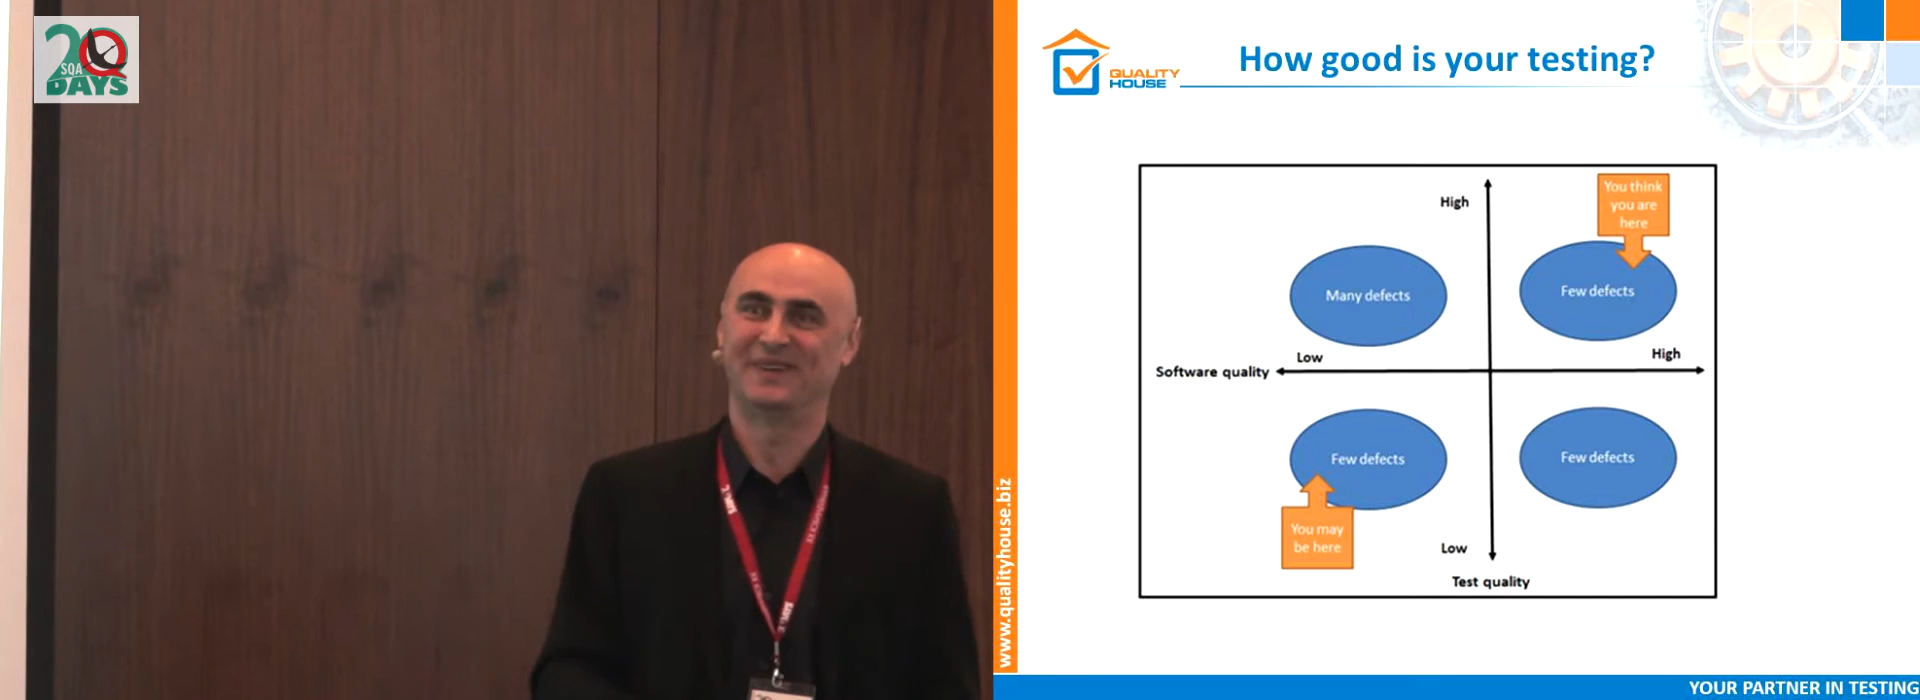 20
SQA
DAYS
QUALITY
HOUSE
How good is your testing?
You think
you are
here
High
Many defects
Few defects
Low
High
Software quality
Few defects
Few defects
You may
be here
Low
Test quality
www.qualityhouse.biz
YOUR PARTNER IN TESTING